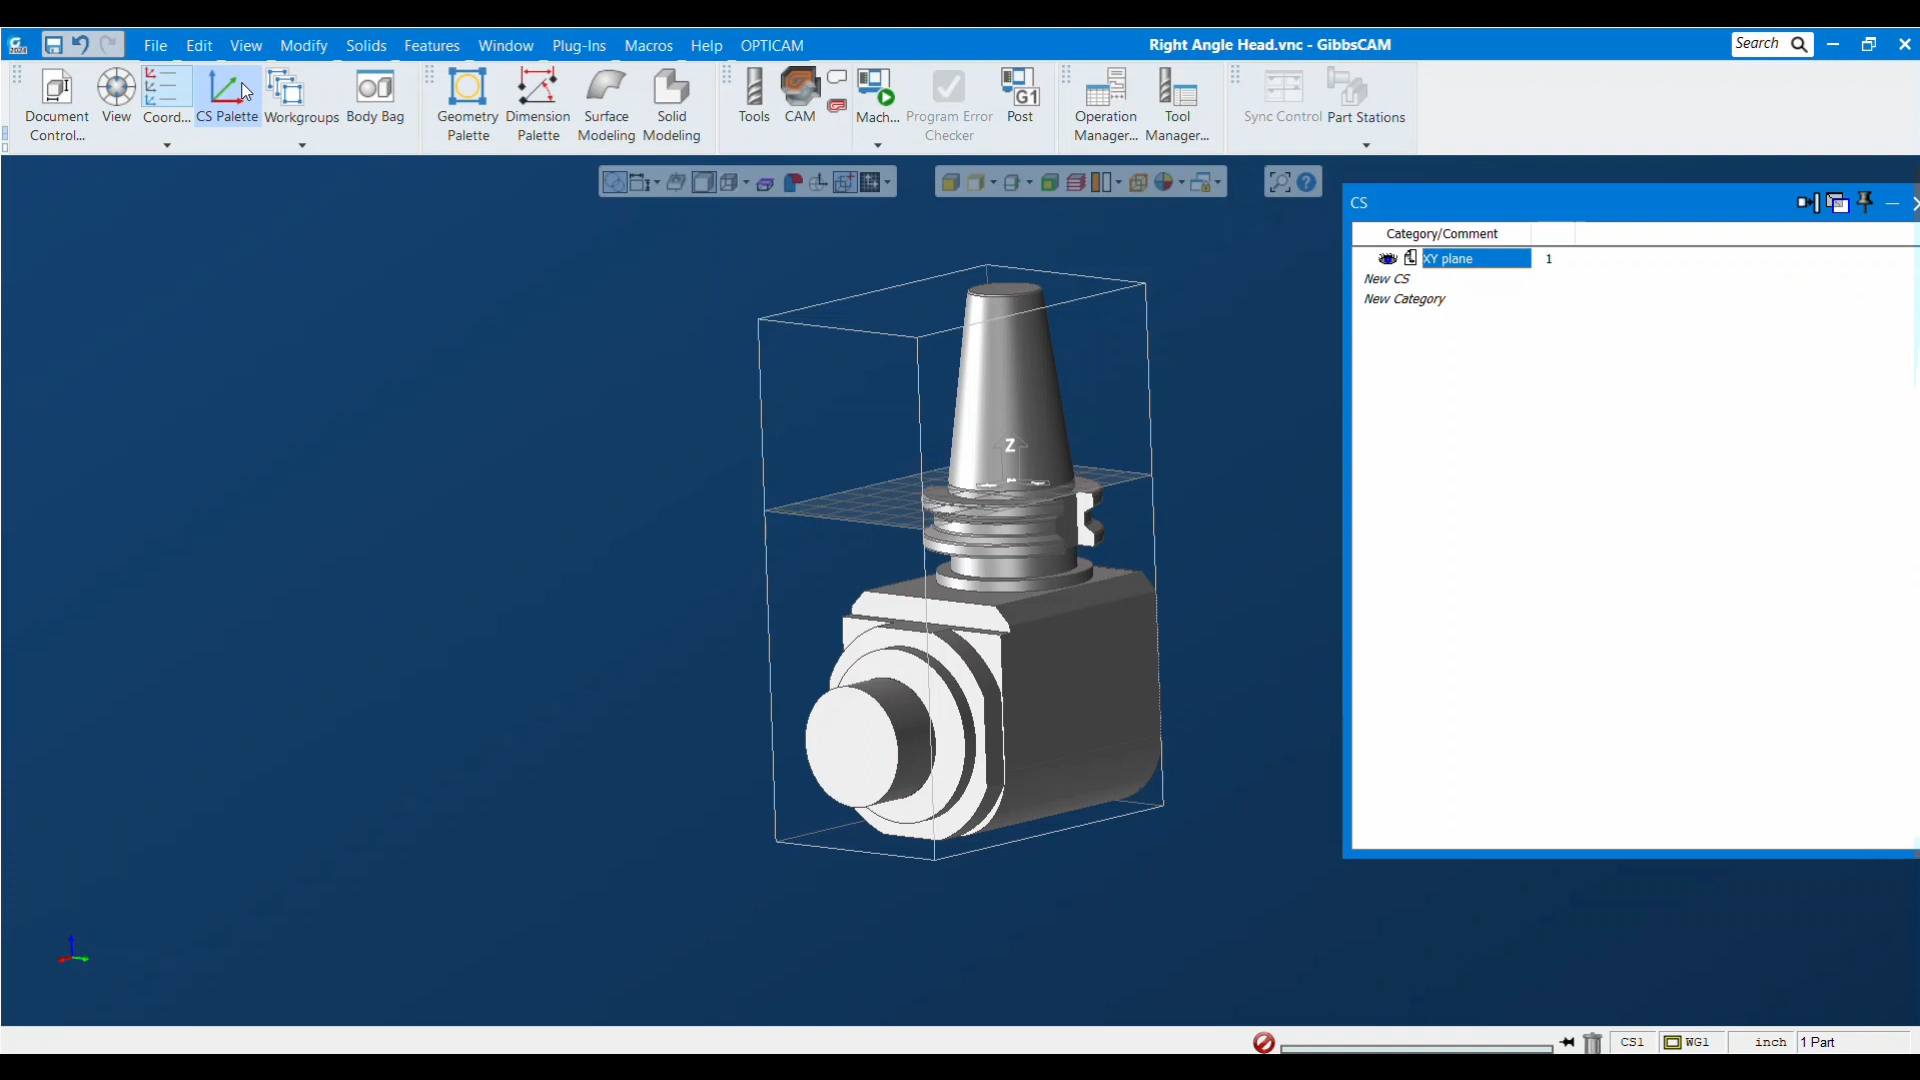 File Edit View Modify Solids Features Window Plug-Ins Macros Help OPTICAM
Right Angle Head.vnc - GibbsCAM
Search
2024
Document Control...
View
Coord...
CS Palette
Workgroups
Body Bag
Geometry Palette
Dimension Palette
Surface Modeling
Solid Modeling
Tools
CAM
Mach...
Program Error Checker
G1
Post
Operation Manager...
Tool Manager...
Sync Control
Part Stations
CS
Category/Comment
XY plane 1
New CS
New Category
Z
CS1
WG1
inch
1 Part